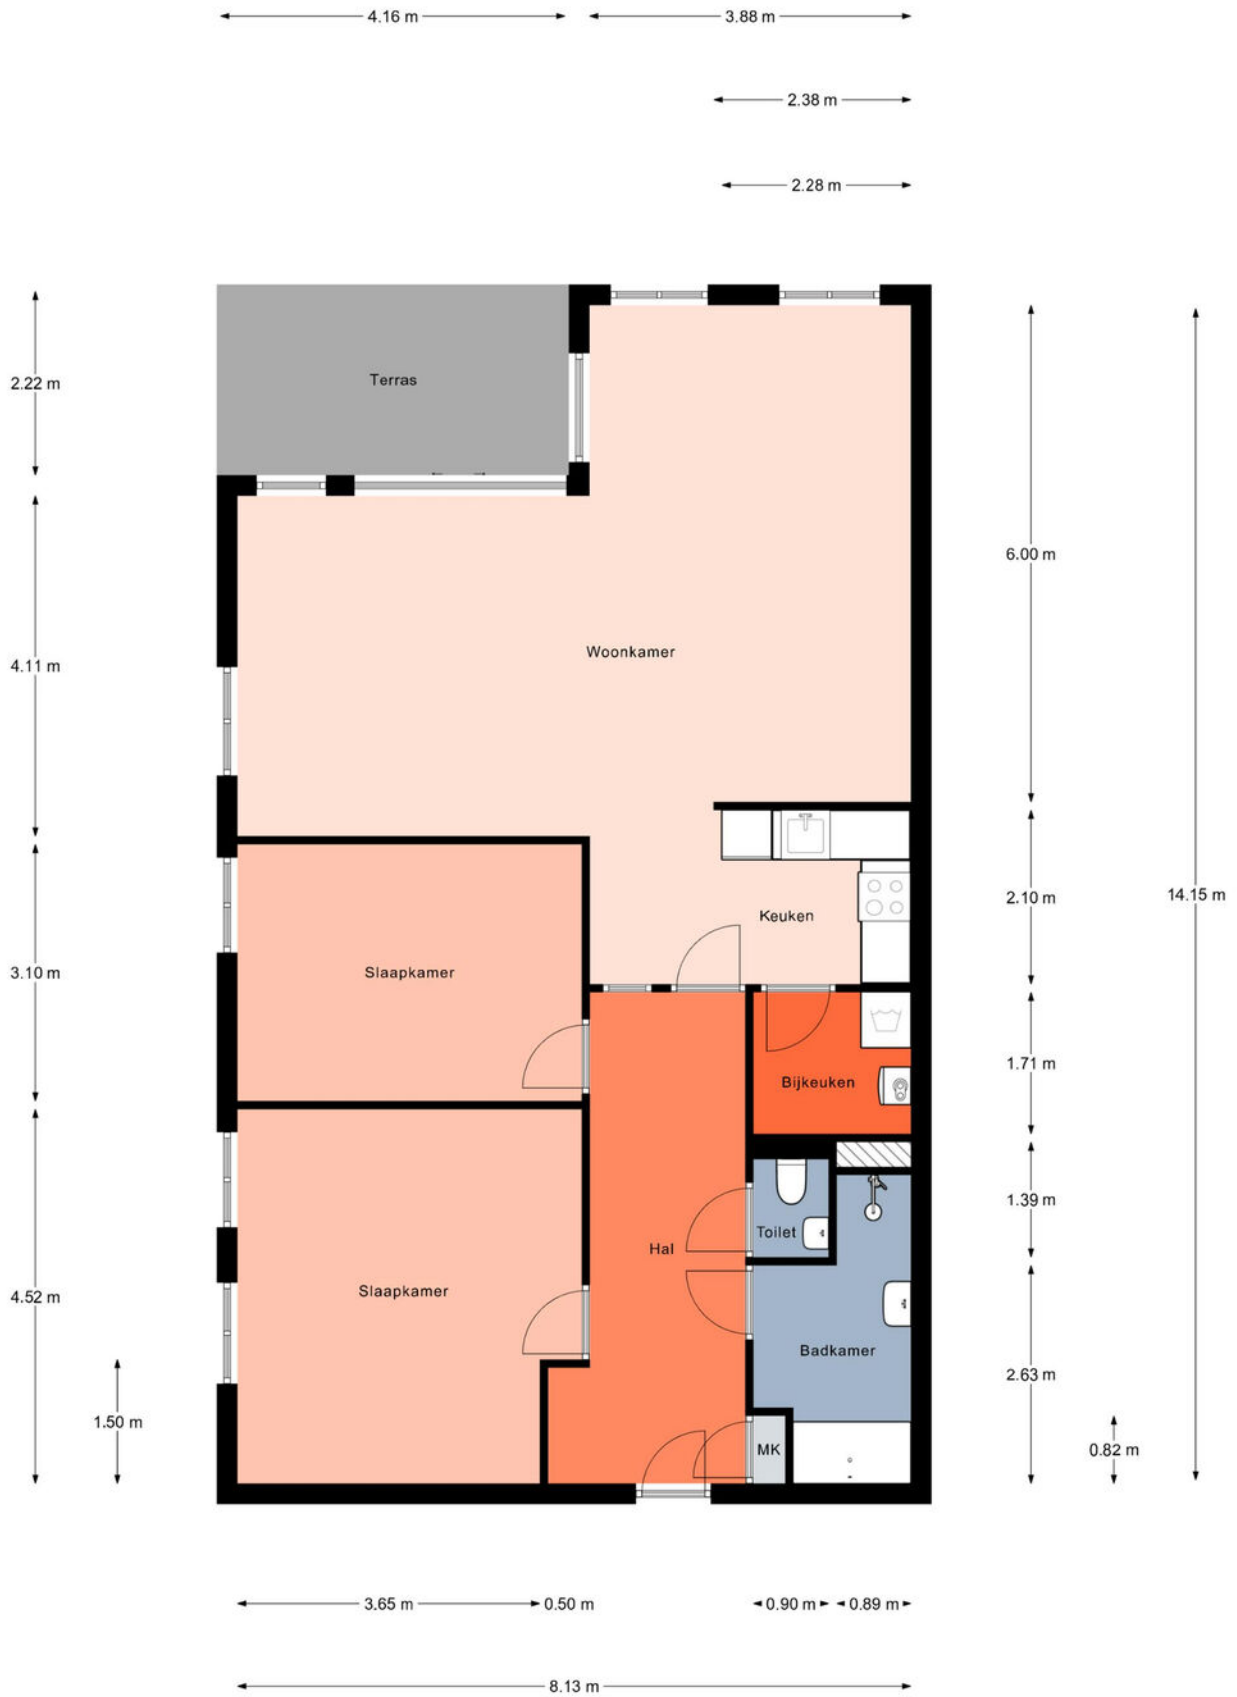 4.16 m
3.88 m
2.38 m
2.28 m
Terras
2.22 m
6.00 m
Woonkamer
4.11 m
14.15 m
2.10 m
Keuken
Slaapkamer
3.10 m
1.71 m
Bijkeuken
1.39 m
Toilet
Hal
Slaapkamer
4.52 m
Badkamer
2.63 m
1.50 m
MK
0.82 m
3.65 m
0.50 m
0.90 m
0.89 m
8.13 m